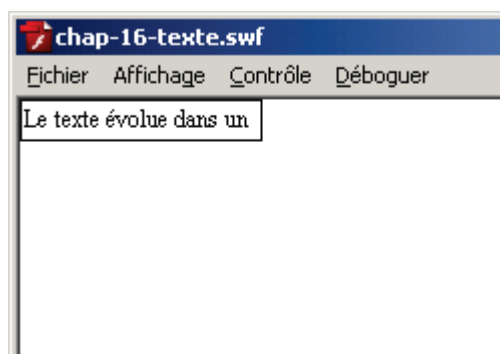 chap-16-texte.swf
Fichier Affichage Contrôle Déboguer
Le texte évolue dans un